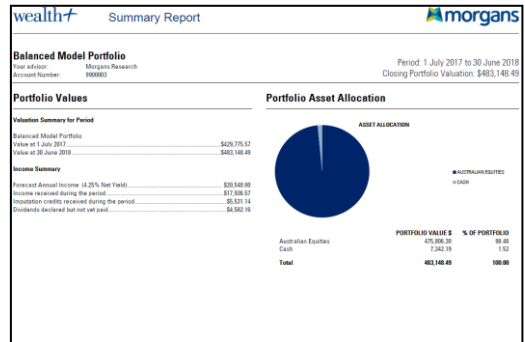 wealth+ Summary Report
morgans
Balanced Model Portfolio
Your advisor: Morgans Research
Account Number: 9900003
Period: 1 July 2017 to 30 June 2018
Closing Portfolio Valuation: $483,148.49
Portfolio Values
Valuation Summary for Period
Balanced Model Portfolio
Value at 1 July 2017 $429,775.57
Value at 30 June 2018 $483,148.49
Income Summary
Forecast Annual Income (4.25% Net Yield) $20,548.00
Income received during the period $17,936.57
Imputation credits received during the period $5,531.14
Dividends declared but not yet paid $4,582.16
Portfolio Asset Allocation
ASSET ALLOCATION
AUSTRALIAN EQUITIES
CASH
PORTFOLIO VALUE $ % OF PORTFOLIO
Australian Equities 475,806.30 98.48
Cash 7,342.19 1.52
Total 483,148.49 100.00